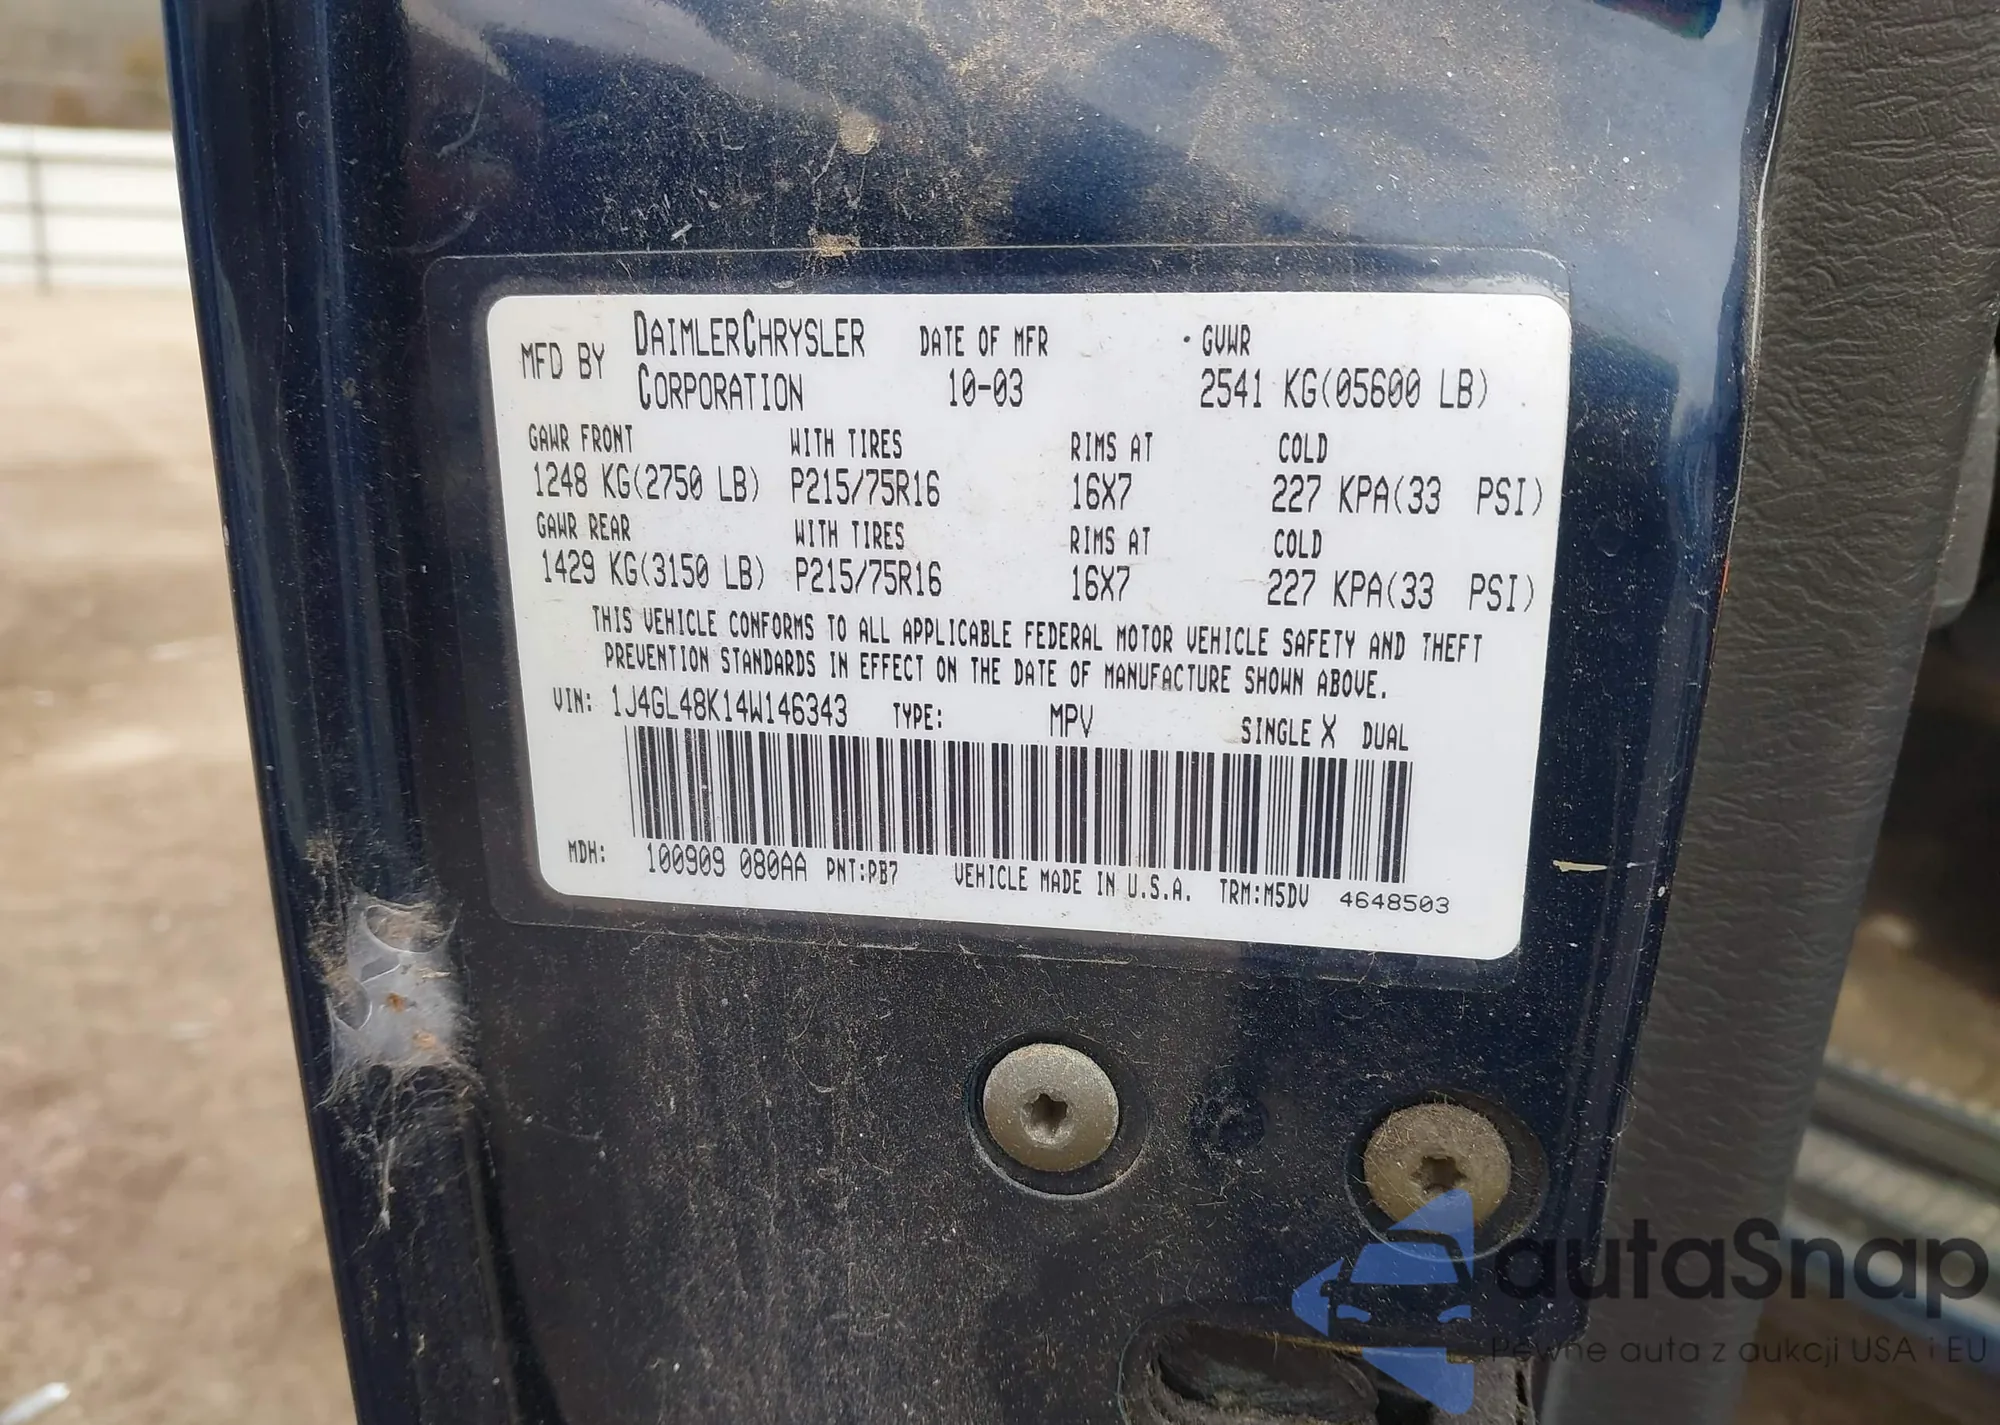 MFD BY DAIMLERCHRYSLER CORPORATION DATE OF MFR 10-03 GVWR 2541 KG(05600 LB)
GAWR FRONT WITH TIRES RIMS AT COLD
1248 KG(2750 LB) P215/75R16 16X7 227 KPA(33 PSI)
GAWR REAR WITH TIRES RIMS AT COLD
1429 KG(3150 LB) P215/75R16 16X7 227 KPA(33 PSI)
THIS VEHICLE CONFORMS TO ALL APPLICABLE FEDERAL MOTOR VEHICLE SAFETY AND THEFT
PREVENTION STANDARDS IN EFFECT ON THE DATE OF MANUFACTURE SHOWN ABOVE.
VIN: 1J4GL48K14W146343 TYPE: MPV SINGLE X DUAL
MDH: 100909 080AA PNT:PB7 VEHICLE MADE IN U.S.A. TRM:M5DV 4648503
autaSnap
Pewne auta z aukcji USA i EU